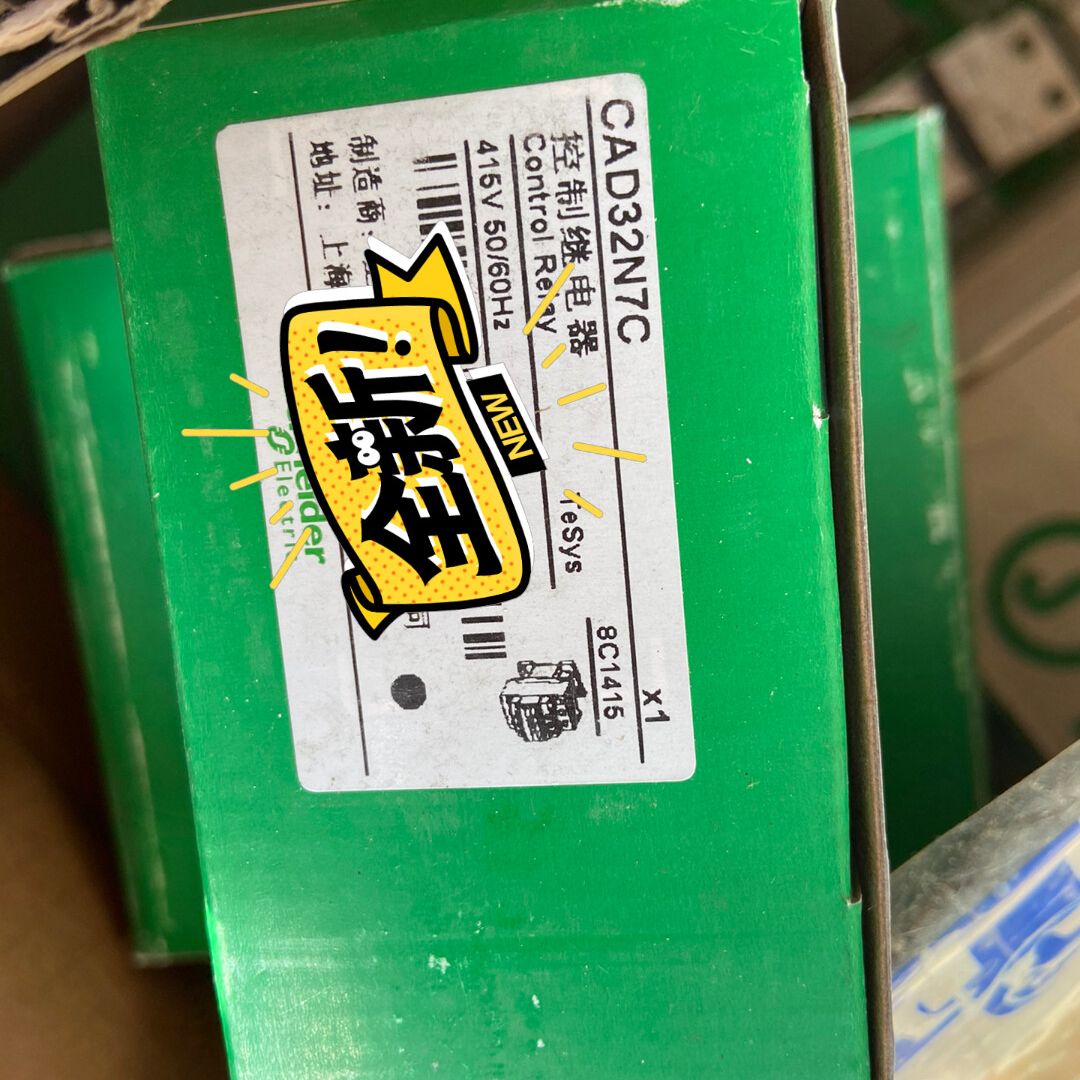 CAD32N7C
x1
控制继电器
Control Relay
TeSys
8C1415
415V 50/60Hz
制造商:
地址: 上海
Electric
全新!
NEW